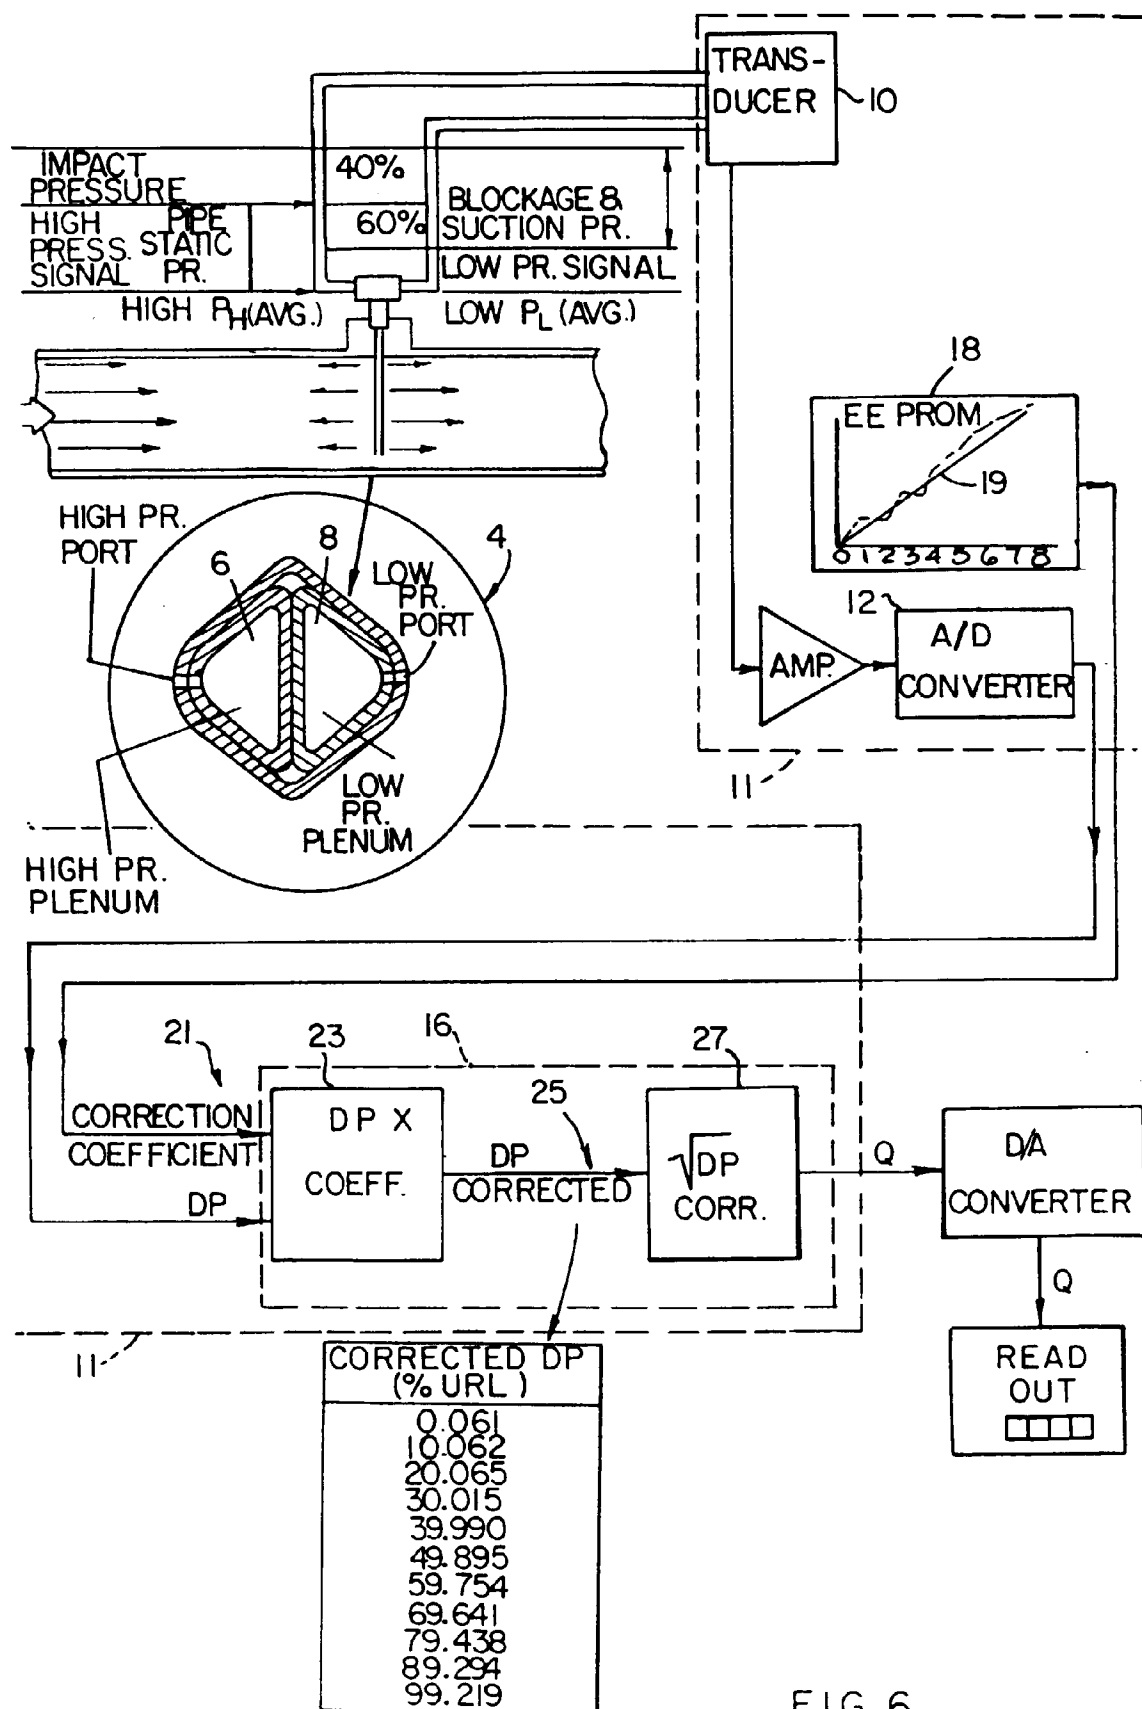 TRANS-
DUCER
10
IMPACT
PRESSURE
40%
BLOCKAGE &
SUCTION PR.
60%
HIGH
PRESS.
SIGNAL
PIPE
STATIC
PR.
LOW PR. SIGNAL
HIGH PH (AVG.)
LOW PL (AVG.)
18
EE PROM
19
0 1 2 3 4 5 6 7 8
HIGH PR.
PORT
6
8
4
LOW
PR.
PORT
12
A/D
CONVERTER
AMP.
11
LOW
PR.
PLENUM
HIGH PR.
PLENUM
21
23
16
27
CORRECTION
COEFFICIENT
DP
DP X
COEFF.
25
DP
CORRECTED
√DP
CORR.
Q
D/A
CONVERTER
Q
11
READ
OUT
CORRECTED DP
(% URL)
0.061
10.062
20.065
30.015
39.990
49.895
59.754
69.641
79.438
89.294
99.219
FIG. 6